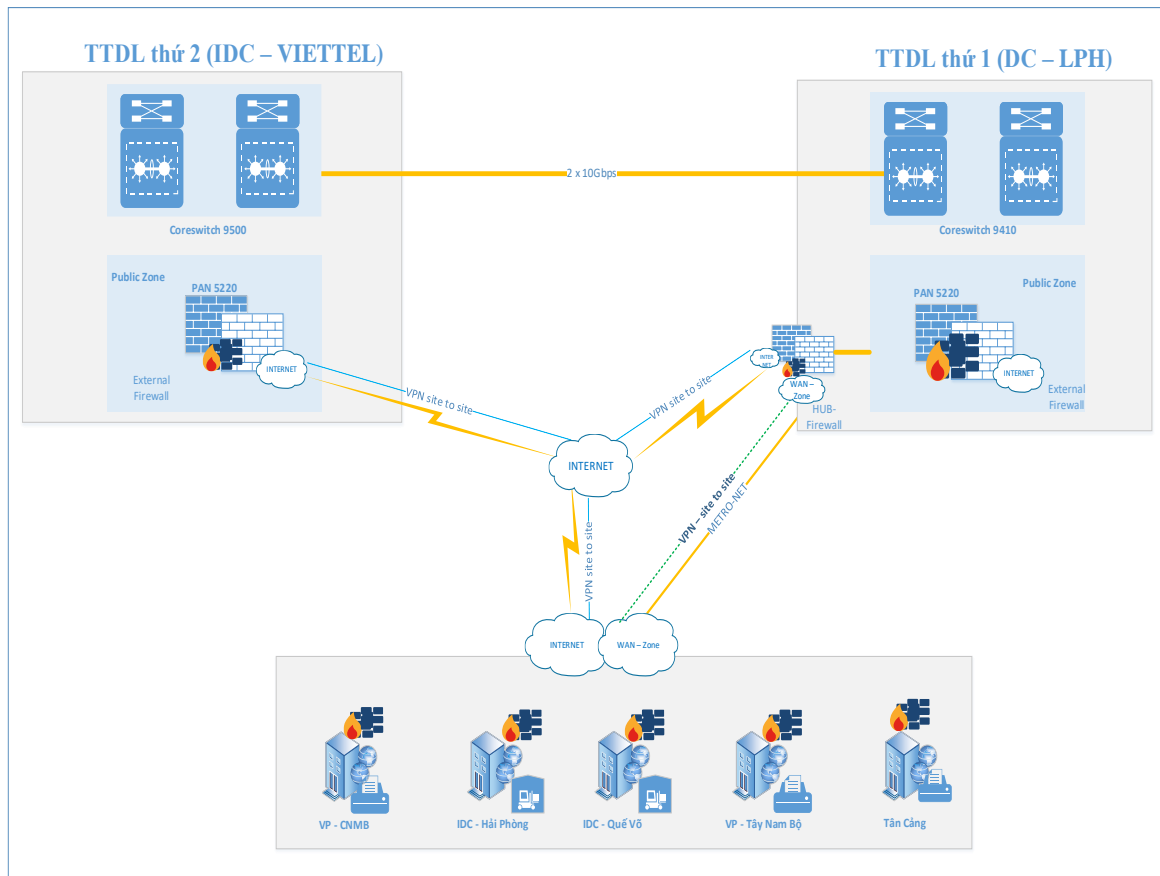 TTDL thứ 2 (IDC – VIETTEL)
TTDL thứ 1 (DC – LPH)
2 x 10Gbps
Coreswitch 9500
Coreswitch 9410
Public Zone
PAN 5220
INTERNET
External
Firewall
Public Zone
PAN 5220
INTERNET
External
Firewall
INTER
NET
WAN –
Zone
HUB-
Firewall
VPN site to site
VPN site to site
INTERNET
VPN – site to site
METRO-NET
VPN site to site
INTERNET
WAN – Zone
VP - CNMB
IDC - Hải Phòng
IDC - Quế Võ
VP - Tây Nam Bộ
Tân Cảng